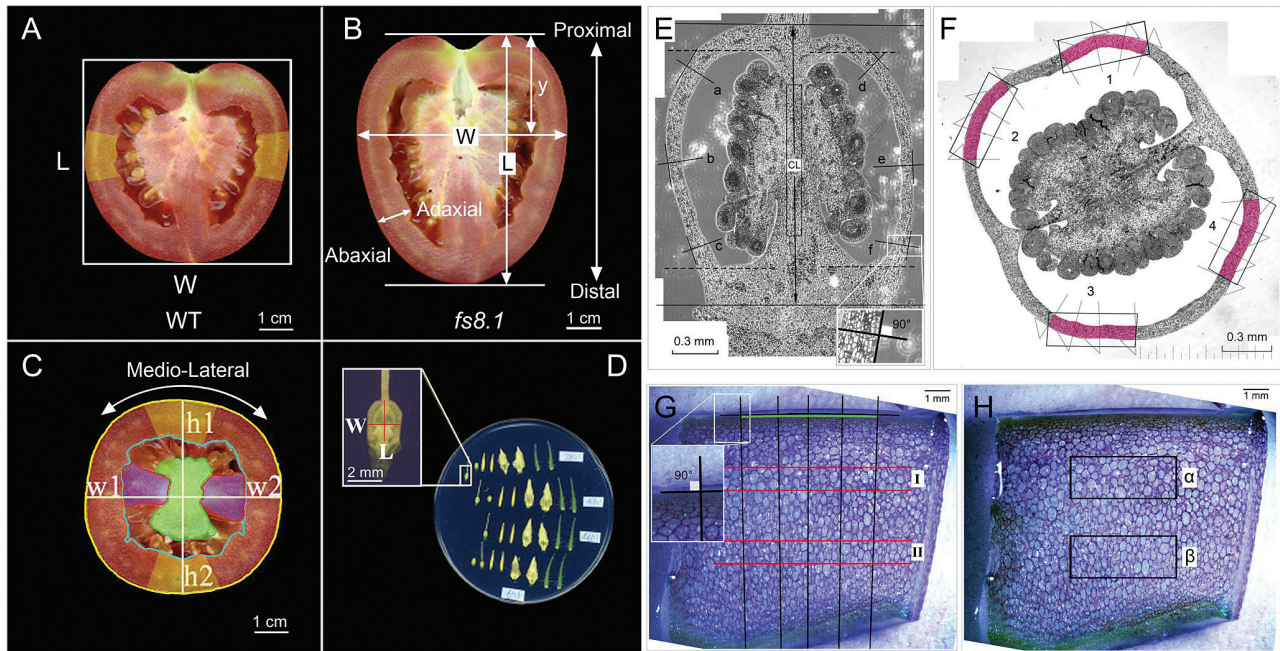 A
L
W
WT
1 cm
B
Proximal
y
W
L
Adaxial
Abaxial
Distal
fs8.1
1 cm
C
Medio-Lateral
h1
w1
w2
h2
1 cm
D
W
L
2 mm
E
a
d
b
CL
e
c
f
90°
0.3 mm
F
1
2
4
3
0.3 mm
G
1 mm
90°
I
II
H
1 mm
α
β